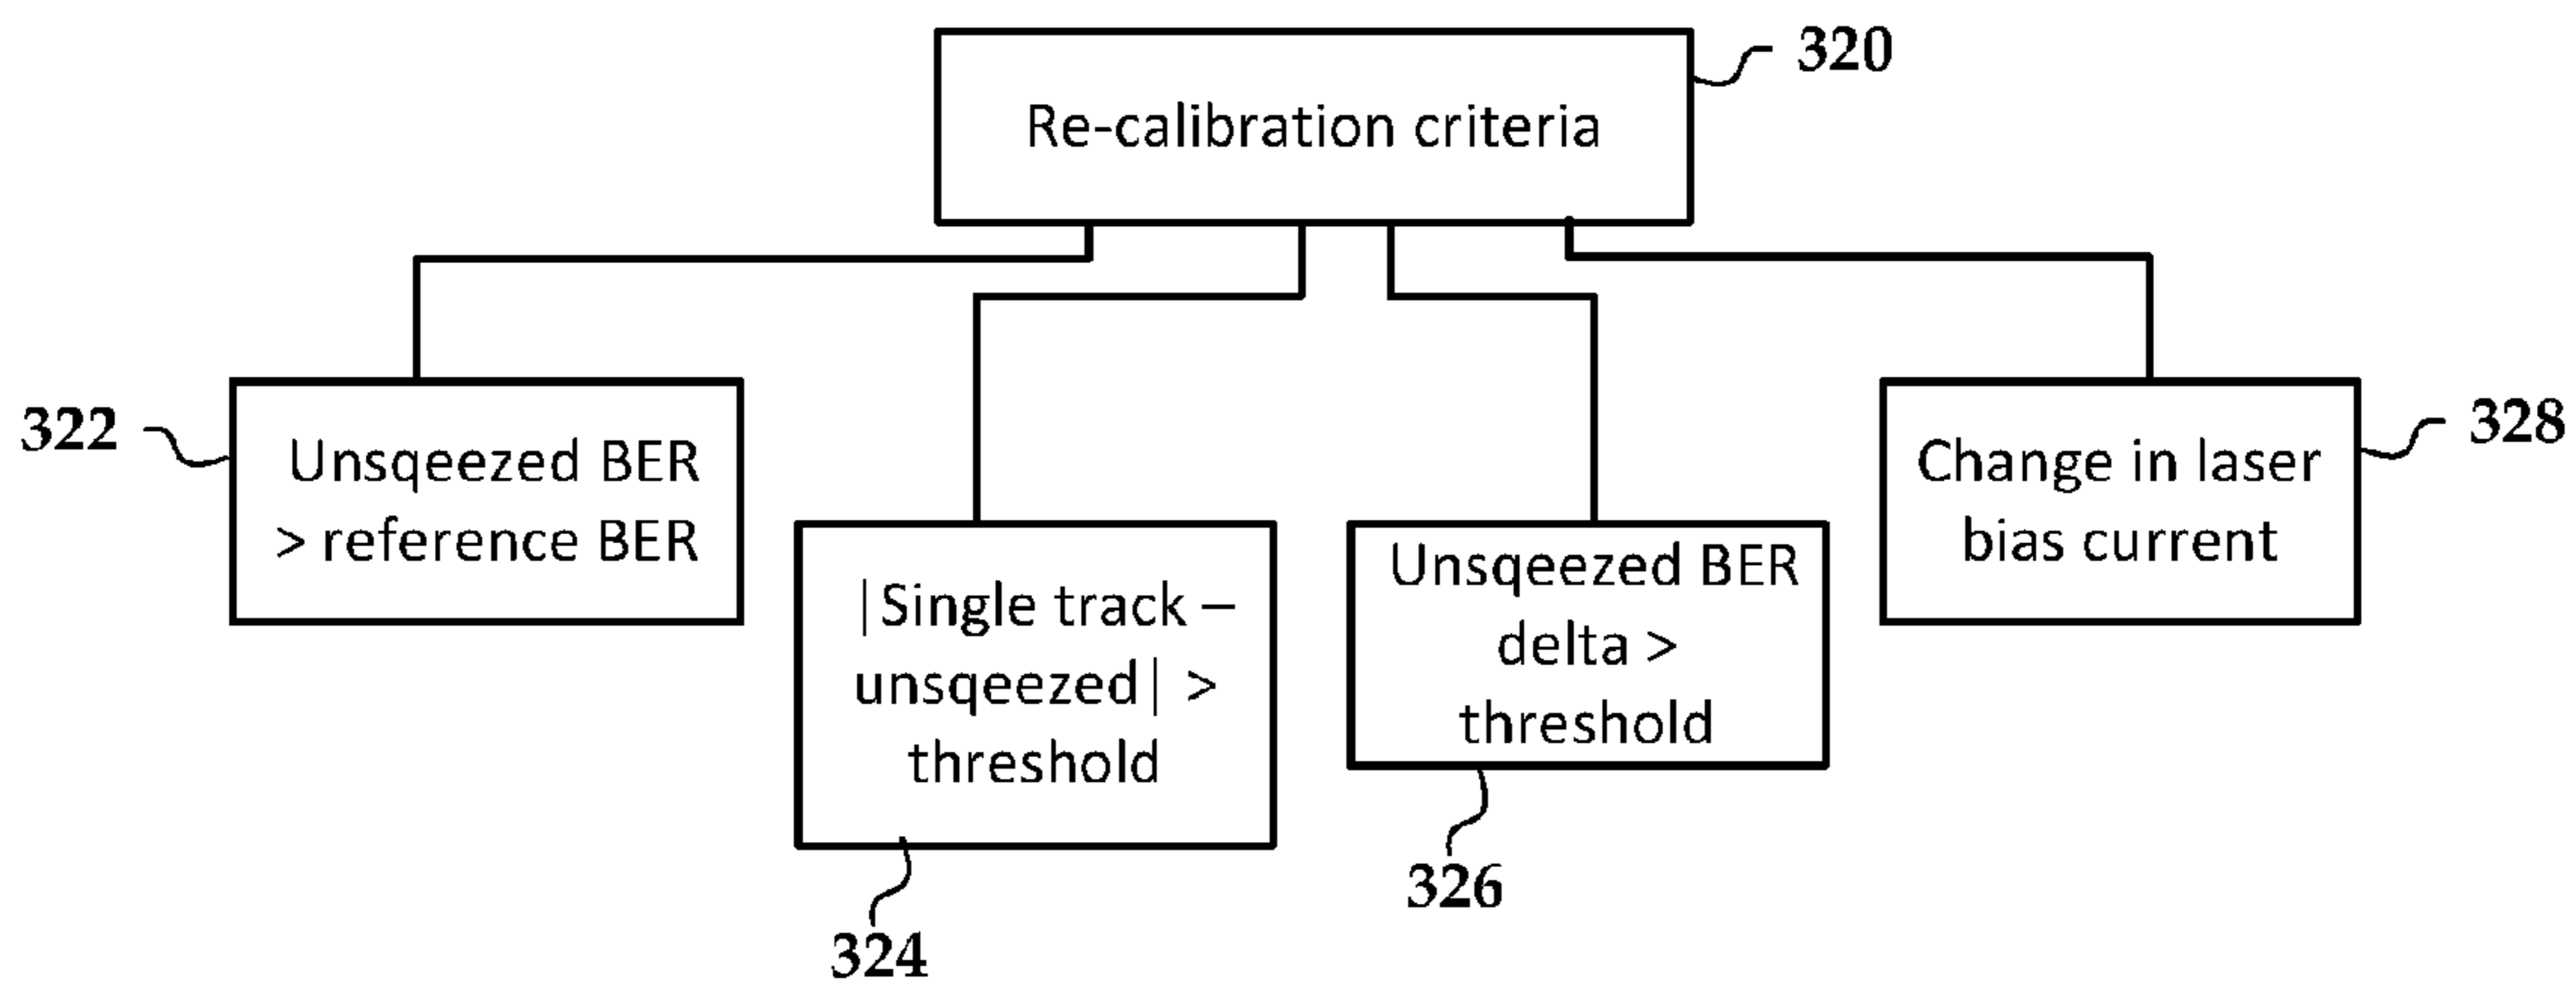 320
Re-calibration criteria
322
Unsqeezed BER
> reference BER
|Single track –
unsqeezed| >
threshold
324
Unsqeezed BER
delta >
threshold
326
Change in laser
bias current
328